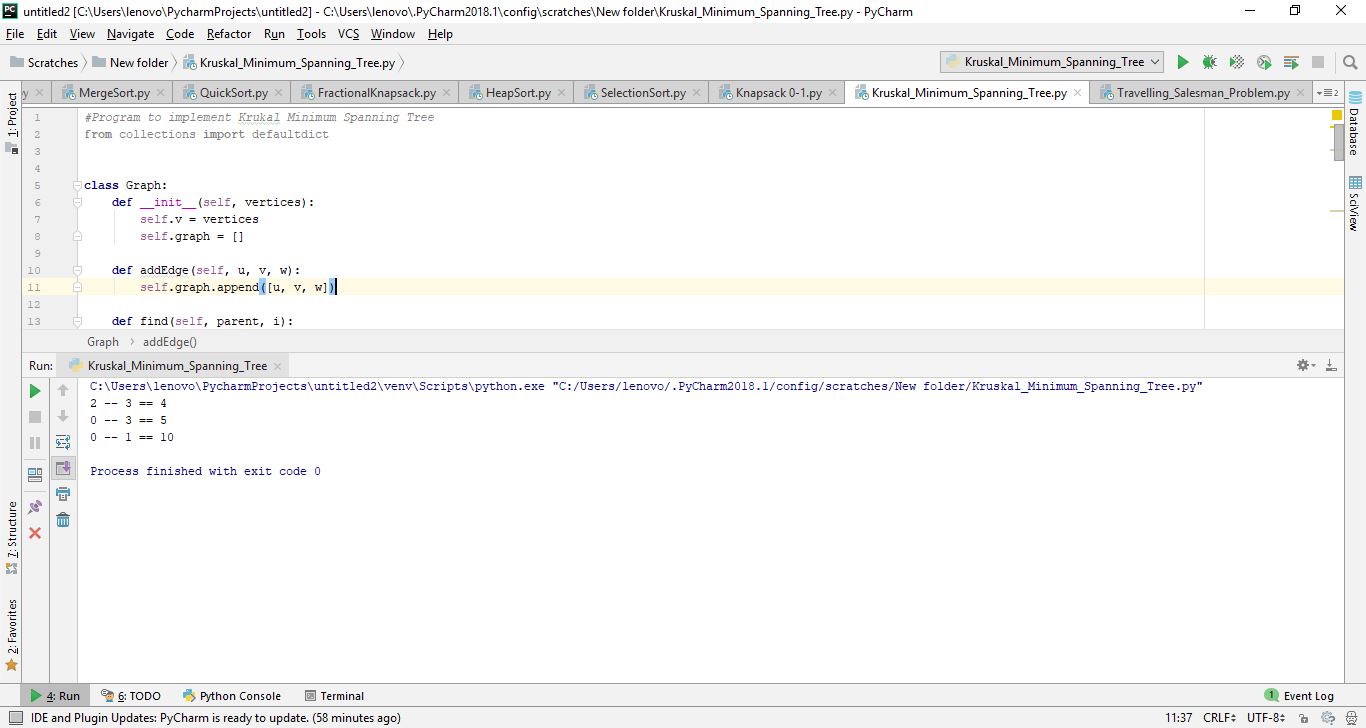 PC untitled2 [C:\Users\lenovo\PycharmProjects\untitled2] - C:\Users\lenovo\.PyCharm2018.1\config\scratches\New folder\Kruskal_Minimum_Spanning_Tree.py - PyCharm
File Edit View Navigate Code Refactor Run Tools VCS Window Help
Scratches New folder Kruskal_Minimum_Spanning_Tree.py Kruskal_Minimum_Spanning_Tree
y MergeSort.py QuickSort.py FractionalKnapsack.py HeapSort.py SelectionSort.py Knapsack 0-1.py Kruskal_Minimum_Spanning_Tree.py Travelling_Salesman_Problem.py 2
1: Project
Database
SciView
1 #Program to implement Krukal Minimum Spanning Tree
2 from collections import defaultdict
3
4
5 class Graph:
6 def __init__(self, vertices):
7 self.v = vertices
8 self.graph = []
9
10 def addEdge(self, u, v, w):
11 self.graph.append([u, v, w])
12
13 def find(self, parent, i):
Graph addEdge()
Run: Kruskal_Minimum_Spanning_Tree
C:\Users\lenovo\PycharmProjects\untitled2\venv\Scripts\python.exe "C:/Users/lenovo/.PyCharm2018.1/config/scratches/New folder/Kruskal_Minimum_Spanning_Tree.py"
2 -- 3 == 4
0 -- 3 == 5
0 -- 1 == 10
Process finished with exit code 0
7: Structure
2: Favorites
4: Run 6: TODO Python Console Terminal 1 Event Log
IDE and Plugin Updates: PyCharm is ready to update. (58 minutes ago) 11:37 CRLF UTF-8